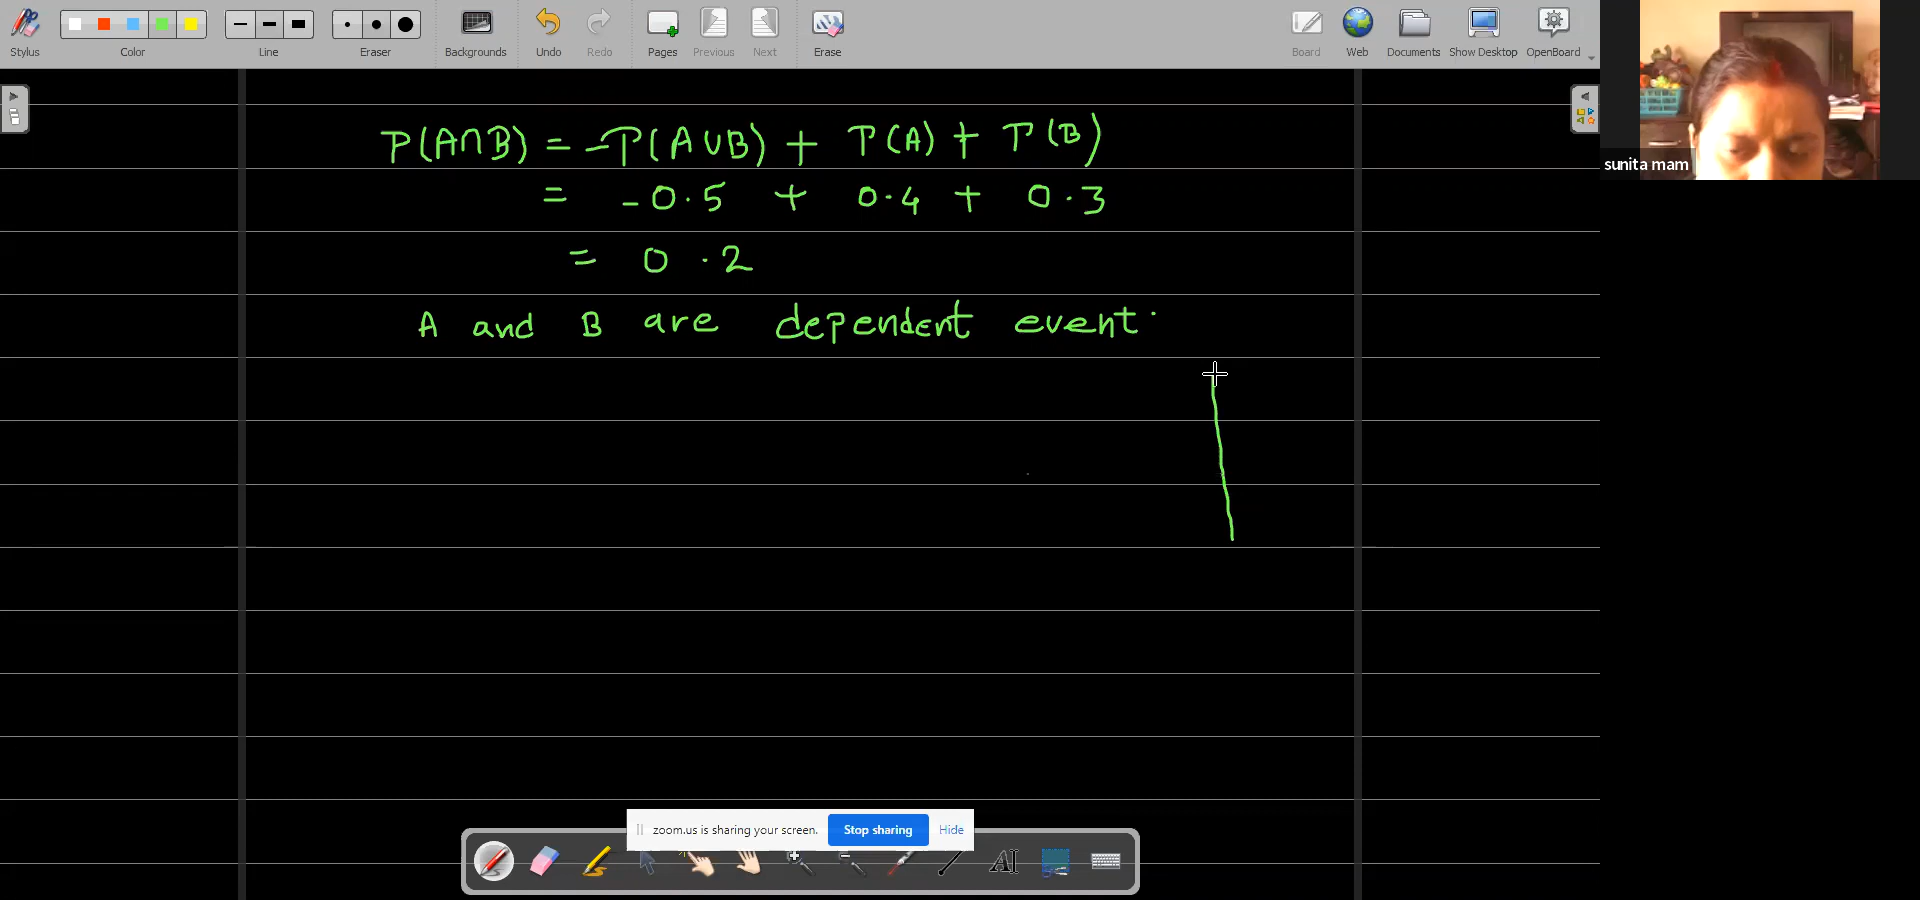 Stylus Color Line Eraser Backgrounds Undo Redo Pages Previous Next Erase Board Web Documents Show Desktop OpenBoard
sunita mam
P(A∩B) = -P(A∪B) + P(A) + P(B)
= -0.5 + 0.4 + 0.3
= 0.2
A and B are dependent event.
zoom.us is sharing your screen. Stop sharing Hide
AI